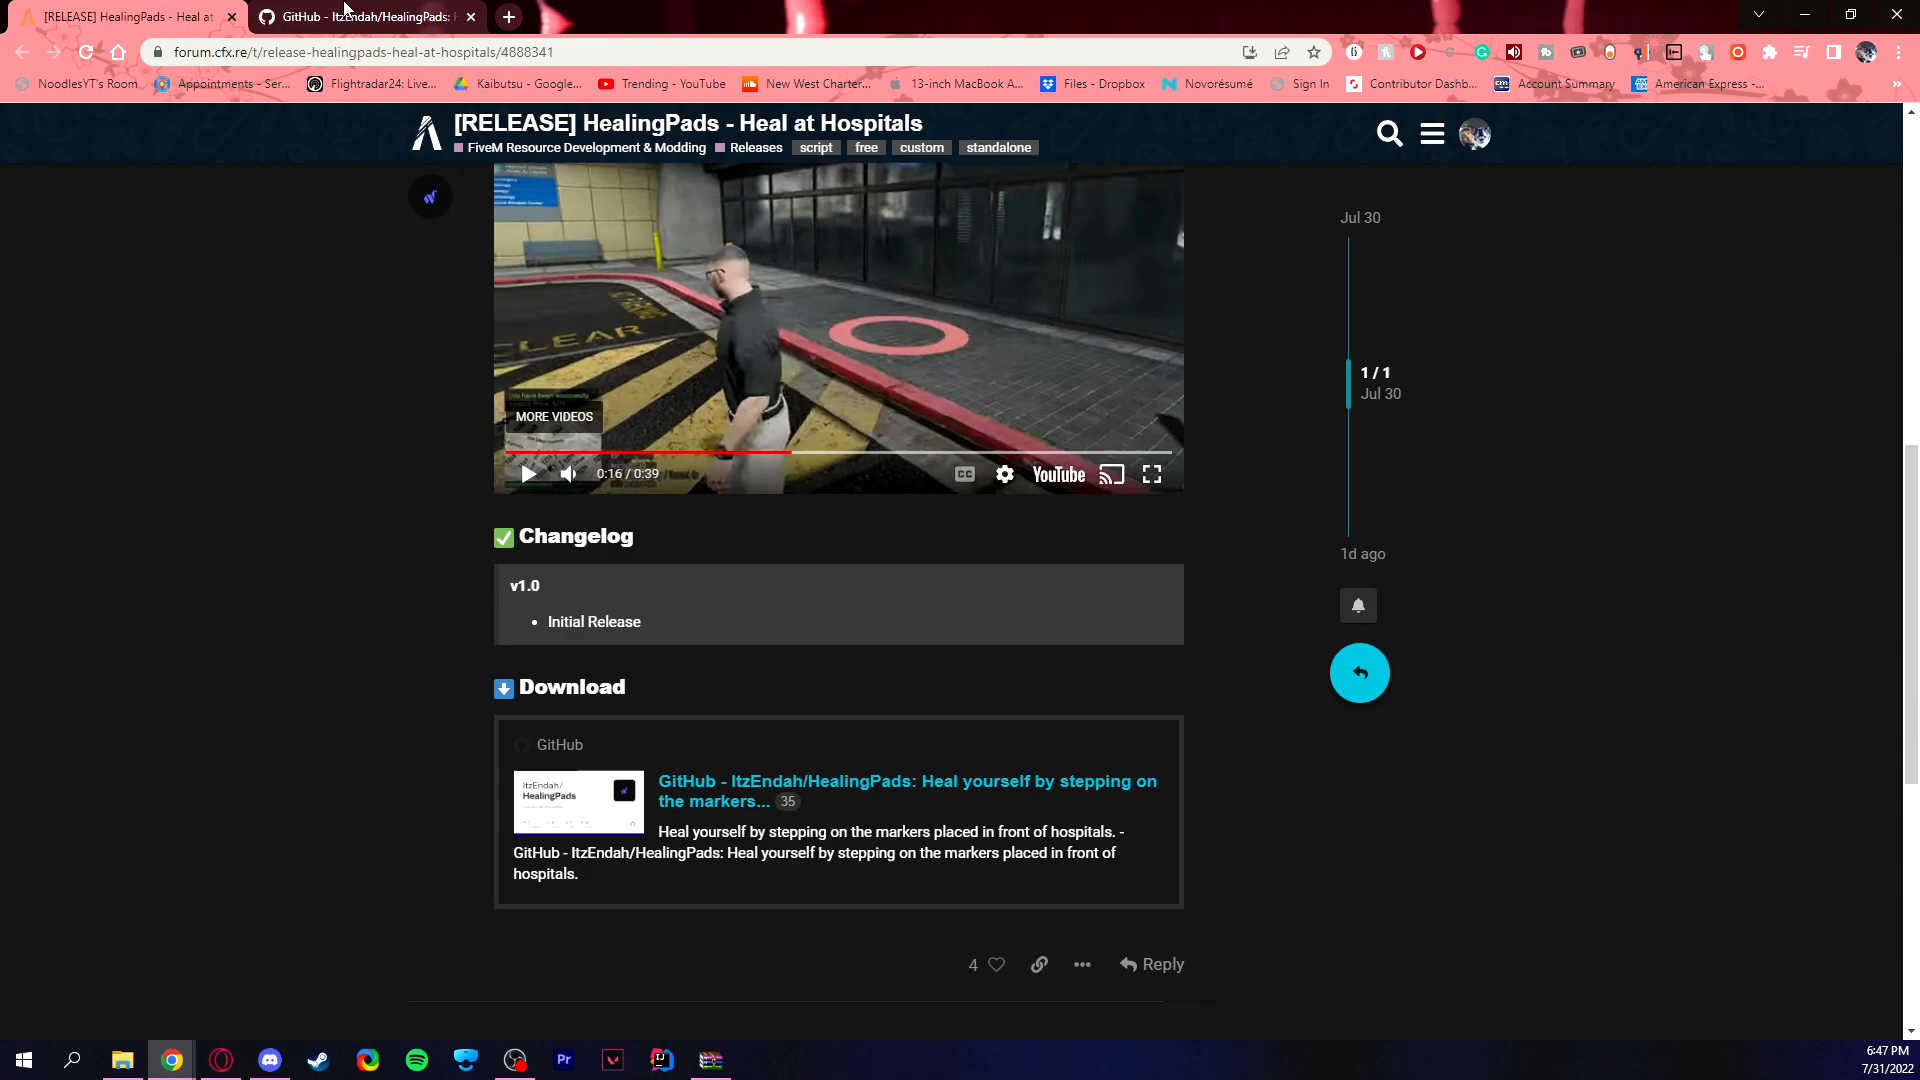 [RELEASE] HealingPads - Heal at
GitHub - ItzEndah/HealingPads:
forum.cfx.re/t/release-healingpads-heal-at-hospitals/4888341
NoodlesYT's Room
Appointments - Ser...
Flightradar24: Live...
Kaibutsu - Google...
Trending - YouTube
New West Charter...
13-inch MacBook A...
Files - Dropbox
Novorésumé
Sign In
Contributor Dashb...
Account Summary
American Express -...
[RELEASE] HealingPads - Heal at Hospitals
FiveM Resource Development & Modding
Releases
script
free
custom
standalone
CLEAR
MORE VIDEOS
0:16 / 0:39
CC
YouTube
Jul 30
1 / 1
Jul 30
1d ago
Changelog
v1.0
• Initial Release
Download
GitHub
ItzEndah/
HealingPads
GitHub - ItzEndah/HealingPads: Heal yourself by stepping on
the markers... 35
Heal yourself by stepping on the markers placed in front of hospitals. -
GitHub - ItzEndah/HealingPads: Heal yourself by stepping on the markers placed in front of
hospitals.
4
Reply
Pr
IJ
6:47 PM
7/31/2022